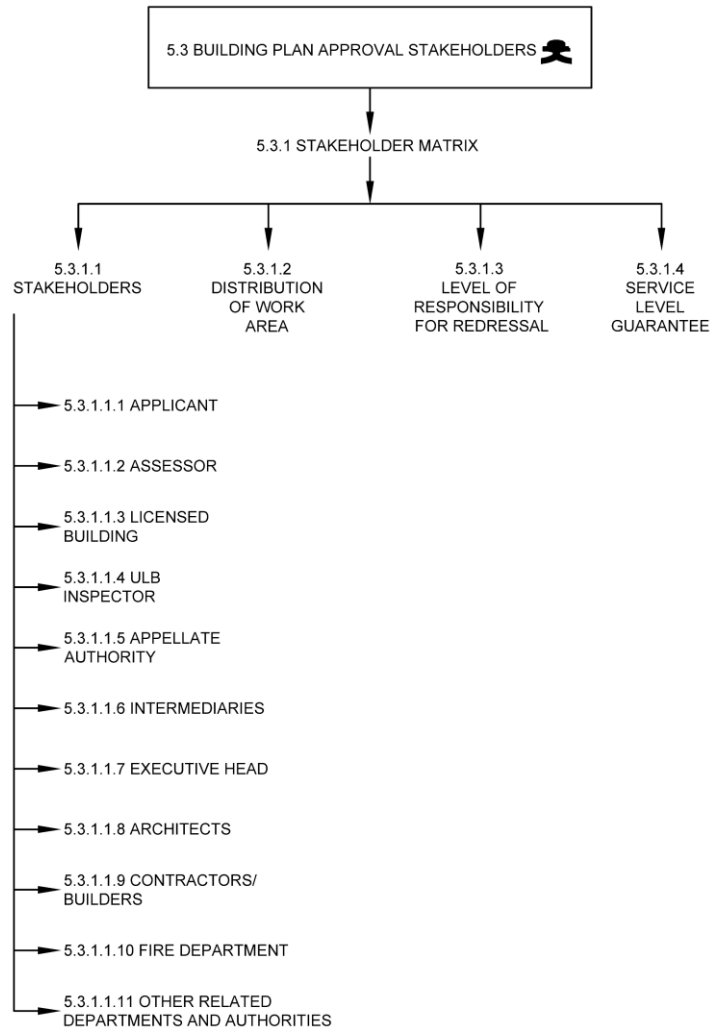 5.3 BUILDING PLAN APPROVAL STAKEHOLDERS
5.3.1 STAKEHOLDER MATRIX
5.3.1.1
STAKEHOLDERS
5.3.1.2
DISTRIBUTION
OF WORK
AREA
5.3.1.3
LEVEL OF
RESPONSIBILITY
FOR REDRESSAL
5.3.1.4
SERVICE
LEVEL
GUARANTEE
5.3.1.1.1 APPLICANT
5.3.1.1.2 ASSESSOR
5.3.1.1.3 LICENSED
BUILDING
5.3.1.1.4 ULB
INSPECTOR
5.3.1.1.5 APPELLATE
AUTHORITY
5.3.1.1.6 INTERMEDIARIES
5.3.1.1.7 EXECUTIVE HEAD
5.3.1.1.8 ARCHITECTS
5.3.1.1.9 CONTRACTORS/
BUILDERS
5.3.1.1.10 FIRE DEPARTMENT
5.3.1.1.11 OTHER RELATED
DEPARTMENTS AND AUTHORITIES